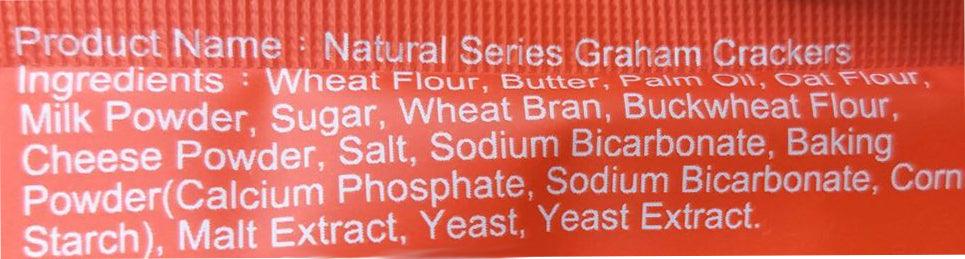 Product Name : Natural Series Graham Crackers
Ingredients : Wheat Flour, Butter, Palm Oil, Oat Flour,
Milk Powder, Sugar, Wheat Bran, Buckwheat Flour,
Cheese Powder, Salt, Sodium Bicarbonate, Baking
Powder(Calcium Phosphate, Sodium Bicarbonate, Corn
Starch), Malt Extract, Yeast, Yeast Extract.